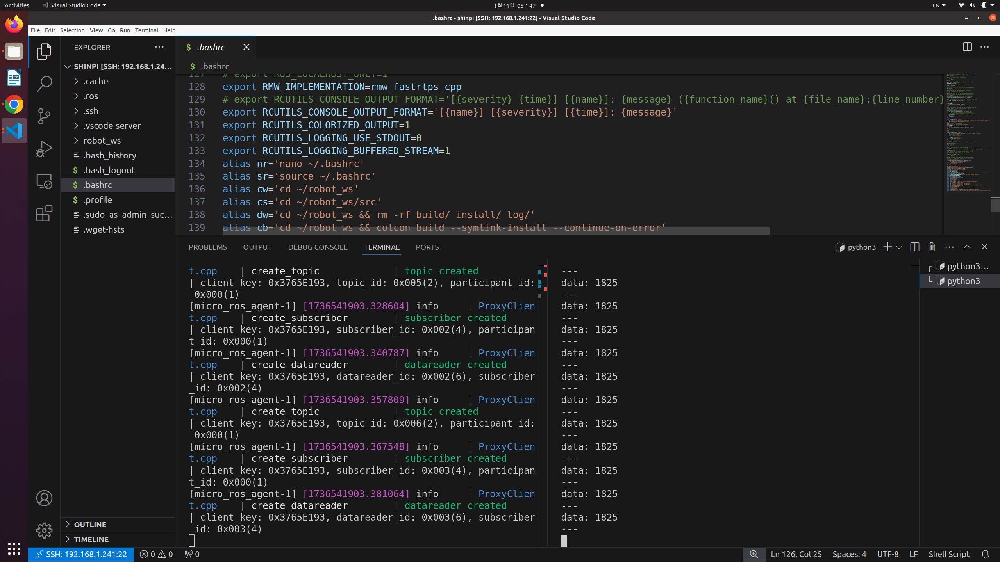 Activities
Visual Studio Code
1월 11일 05 : 47
EN
.bashrc - shinpi [SSH: 192.168.1.241:22] - Visual Studio Code
File Edit Selection View Go Run Terminal Help
EXPLORER
SHINPI [SSH: 192.168.1.24...
.cache
.ros
.ssh
.vscode-server
robot_ws
.bash_history
.bash_logout
.bashrc
.profile
.sudo_as_admin_suc...
.wget-hsts
OUTLINE
TIMELINE
.bashrc
.bashrc
127 # export ROS_LOCALHOST_ONLY=1
128 export RMW_IMPLEMENTATION=rmw_fastrtps_cpp
129 # export RCUTILS_CONSOLE_OUTPUT_FORMAT='[{severity} {time}] [{name}]: {message} ({function_name}() at {file_name}:{line_number}
130 export RCUTILS_CONSOLE_OUTPUT_FORMAT='[{name}] [{severity}] [{time}]: {message}'
131 export RCUTILS_COLORIZED_OUTPUT=1
132 export RCUTILS_LOGGING_USE_STDOUT=0
133 export RCUTILS_LOGGING_BUFFERED_STREAM=1
134 alias nr='nano ~/.bashrc'
135 alias sr='source ~/.bashrc'
136 alias cw='cd ~/robot_ws'
137 alias cs='cd ~/robot_ws/src'
138 alias dw='cd ~/robot_ws && rm -rf build/ install/ log/'
139 alias cb='cd ~/robot_ws && colcon build --symlink-install --continue-on-error'
PROBLEMS OUTPUT DEBUG CONSOLE TERMINAL PORTS
python3
t.cpp | create_topic | topic created
| client_key: 0x3765E193, topic_id: 0x005(2), participant_id:
0x000(1)
[micro_ros_agent-1] [1736541903.328604] info | ProxyClien
t.cpp | create_subscriber | subscriber created
| client_key: 0x3765E193, subscriber_id: 0x002(4), participan
t_id: 0x000(1)
[micro_ros_agent-1] [1736541903.340787] info | ProxyClien
t.cpp | create_datareader | datareader created
| client_key: 0x3765E193, datareader_id: 0x002(6), subscriber
_id: 0x002(4)
[micro_ros_agent-1] [1736541903.357809] info | ProxyClien
t.cpp | create_topic | topic created
| client_key: 0x3765E193, topic_id: 0x006(2), participant_id:
0x000(1)
[micro_ros_agent-1] [1736541903.367548] info | ProxyClien
t.cpp | create_subscriber | subscriber created
| client_key: 0x3765E193, subscriber_id: 0x003(4), participan
t_id: 0x000(1)
[micro_ros_agent-1] [1736541903.381064] info | ProxyClien
t.cpp | create_datareader | datareader created
| client_key: 0x3765E193, datareader_id: 0x003(6), subscriber
_id: 0x003(4)
---
data: 1825
---
data: 1825
---
data: 1825
---
data: 1825
---
data: 1825
---
data: 1825
---
data: 1825
---
data: 1825
---
data: 1825
---
data: 1825
---
data: 1825
---
python3...
python3
SSH: 192.168.1.241:22
0 0
0
Ln 126, Col 25
Spaces: 4
UTF-8
LF
Shell Script